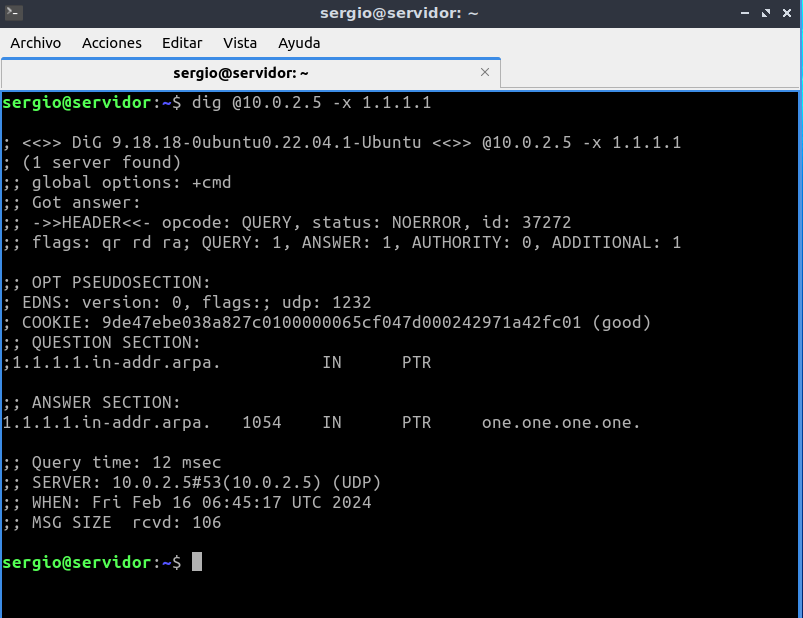 sergio@servidor: ~
Archivo Acciones Editar Vista Ayuda
sergio@servidor: ~
sergio@servidor:~$ dig @10.0.2.5 -x 1.1.1.1
; <<>> DiG 9.18.18-0ubuntu0.22.04.1-Ubuntu <<>> @10.0.2.5 -x 1.1.1.1
; (1 server found)
;; global options: +cmd
;; Got answer:
;; ->>HEADER<<- opcode: QUERY, status: NOERROR, id: 37272
;; flags: qr rd ra; QUERY: 1, ANSWER: 1, AUTHORITY: 0, ADDITIONAL: 1
;; OPT PSEUDOSECTION:
; EDNS: version: 0, flags:; udp: 1232
; COOKIE: 9de47ebe038a827c0100000065cf047d000242971a42fc01 (good)
;; QUESTION SECTION:
;1.1.1.1.in-addr.arpa. IN PTR
;; ANSWER SECTION:
1.1.1.1.in-addr.arpa. 1054 IN PTR one.one.one.one.
;; Query time: 12 msec
;; SERVER: 10.0.2.5#53(10.0.2.5) (UDP)
;; WHEN: Fri Feb 16 06:45:17 UTC 2024
;; MSG SIZE rcvd: 106
sergio@servidor:~$